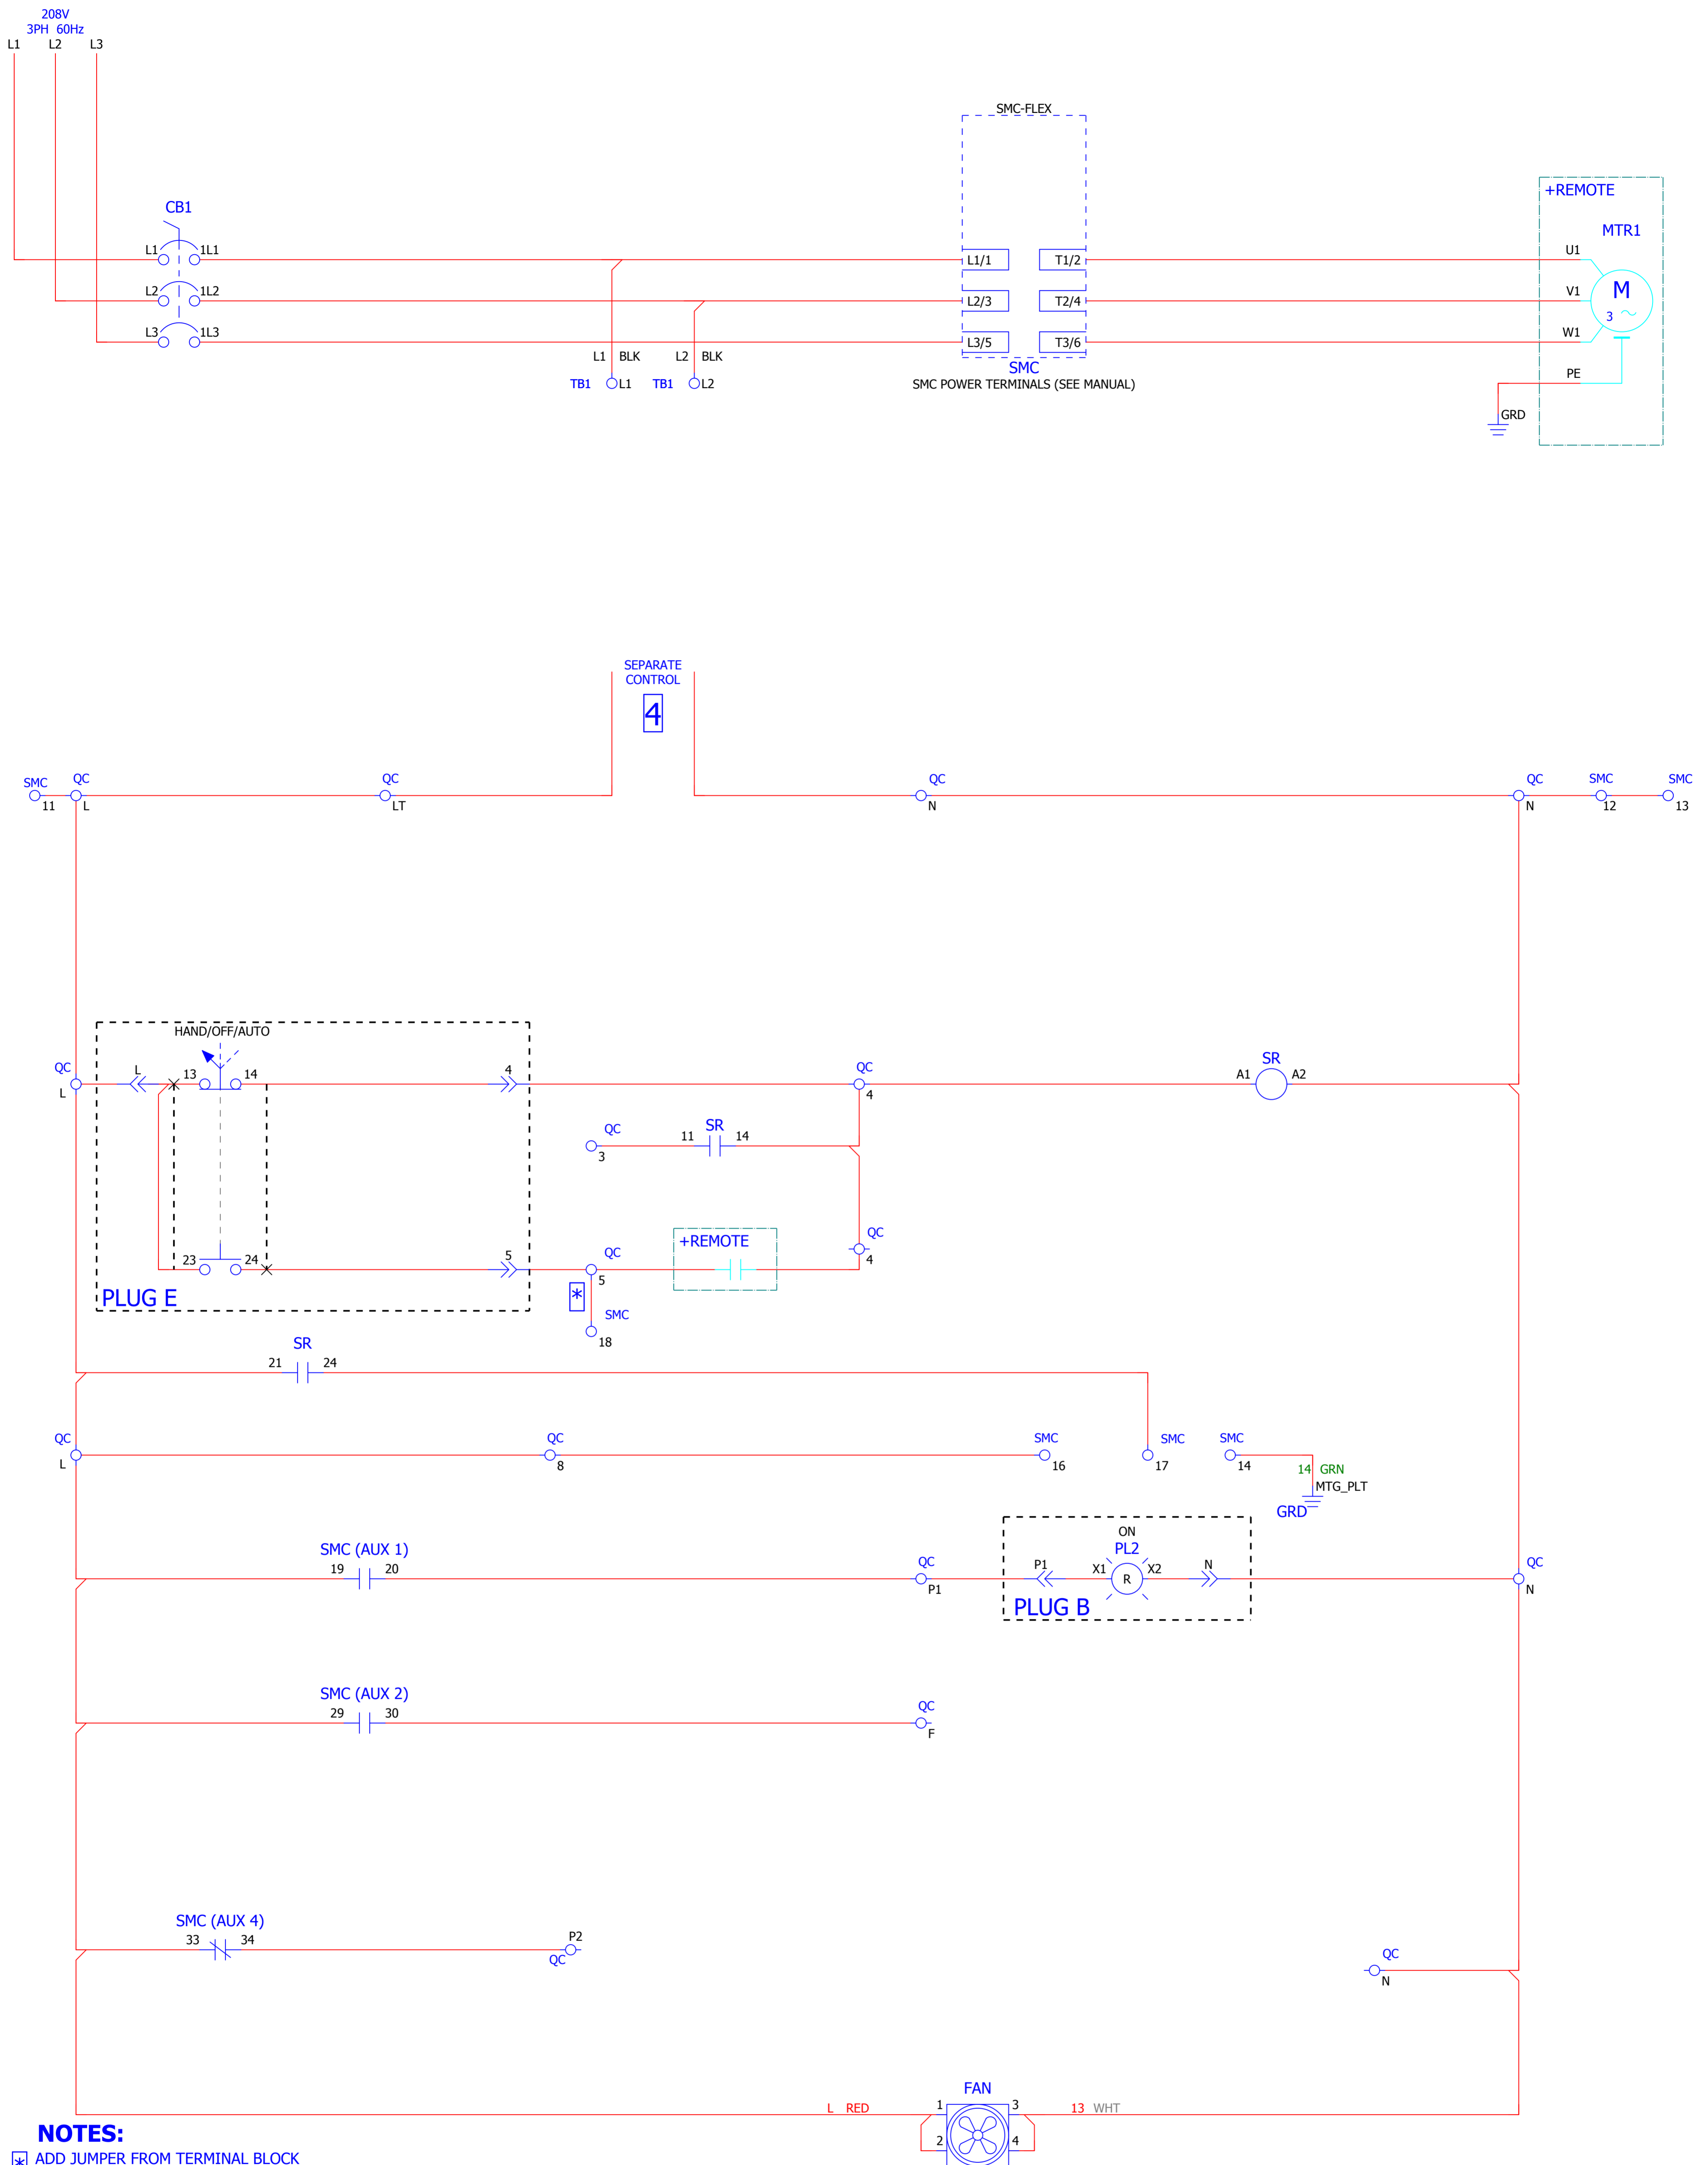 208V
3PH 60Hz
L1 L2 L3
SMC-FLEX
+REMOTE
CB1
MTR1
L1 1L1 L1/1 T1/2 U1
L2 1L2 L2/3 T2/4 V1
M
3
L3 1L3 L3/5 T3/6 W1
L1 BLK L2 BLK
SMC
TB1 L1 TB1 L2
SMC POWER TERMINALS (SEE MANUAL)
PE
GRD
SEPARATE
CONTROL
4
SMC QC QC QC QC SMC SMC
11 L LT N N 12 13
HAND/OFF/AUTO
QC L 13 14 4 QC SR
L 4 A1 A2
QC SR
3 11 14
QC
4
+REMOTE
23 24 5 QC
5
PLUG E
*
SMC
18
SR
21 24
QC QC SMC SMC SMC
L 8 16 17 14
14 GRN
MTG_PLT
GRD
ON
PL2
SMC (AUX 1)
19 20 QC P1 X1 R X2 N QC
P1 N
PLUG B
SMC (AUX 2)
29 30 QC
F
SMC (AUX 4)
33 34 P2
QC
QC
N
FAN
L RED 1 3 13 WHT
2 4
NOTES:
* ADD JUMPER FROM TERMINAL BLOCK